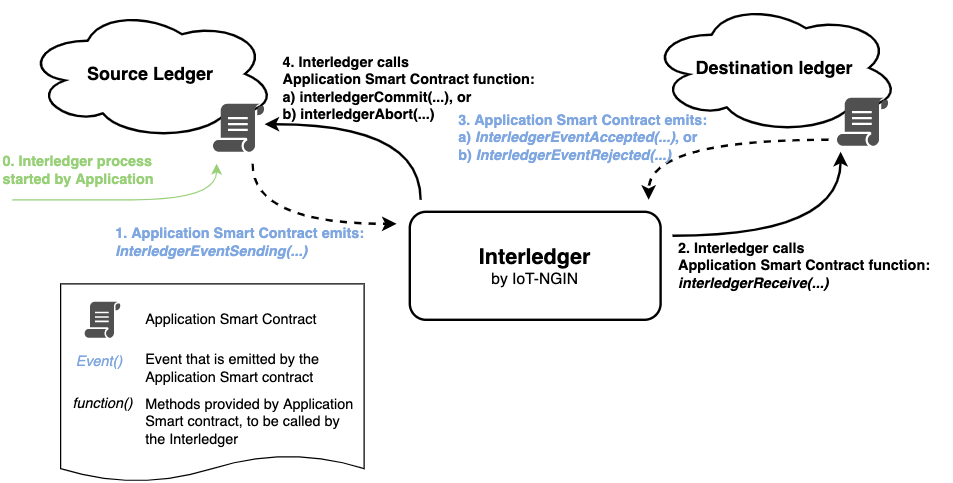 Source Ledger
4. Interledger calls
Application Smart Contract function:
a) interledgerCommit(...), or
b) interledgerAbort(...)
Destination ledger
3. Application Smart Contract emits:
a) InterledgerEventAccepted(...), or
b) InterledgerEventRejected(...)
0. Interledger process
started by Application
1. Application Smart Contract emits:
InterledgerEventSending(...)
Interledger
by IoT-NGIN
2. Interledger calls
Application Smart Contract function:
interledgerReceive(...)
Application Smart Contract
Event()
Event that is emitted by the
Application Smart contract
function()
Methods provided by Application
Smart contract, to be called by
the Interledger